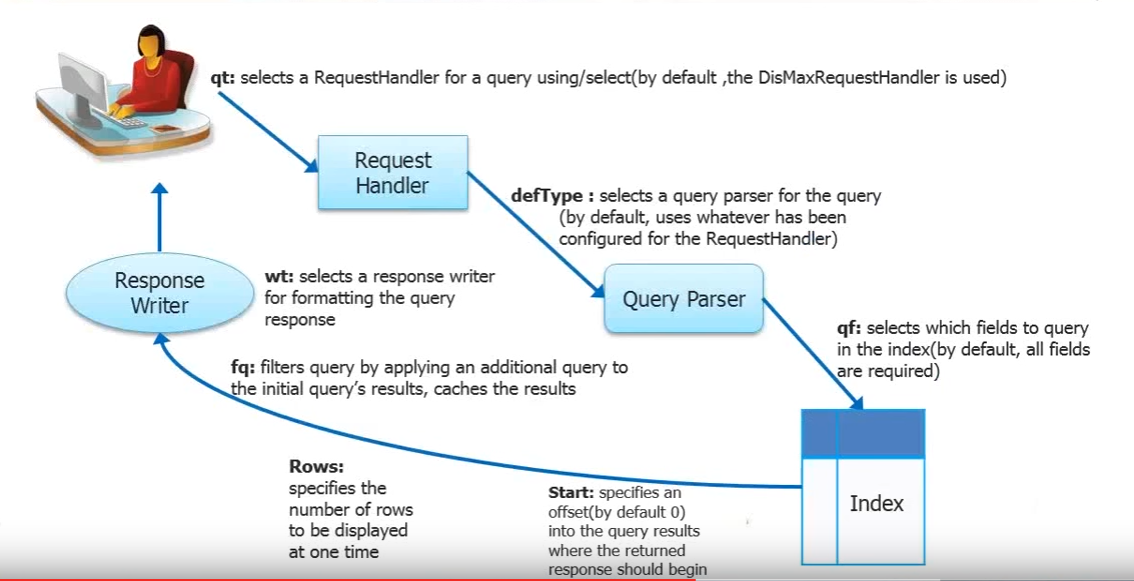 qt: selects a RequestHandler for a query using/select(by default ,the DisMaxRequestHandler is used)
Request
Handler
defType : selects a query parser for the query
(by default, uses whatever has been
configured for the RequestHandler)
Response
Writer
wt: selects a response writer
for formatting the query
response
Query Parser
qf: selects which fields to query
in the index(by default, all fields
are required)
fq: filters query by applying an additional query to
the initial query's results, caches the results
Rows:
specifies the
number of rows
to be displayed
at one time
Start: specifies an
offset(by default 0)
into the query results
where the returned
response should begin
Index